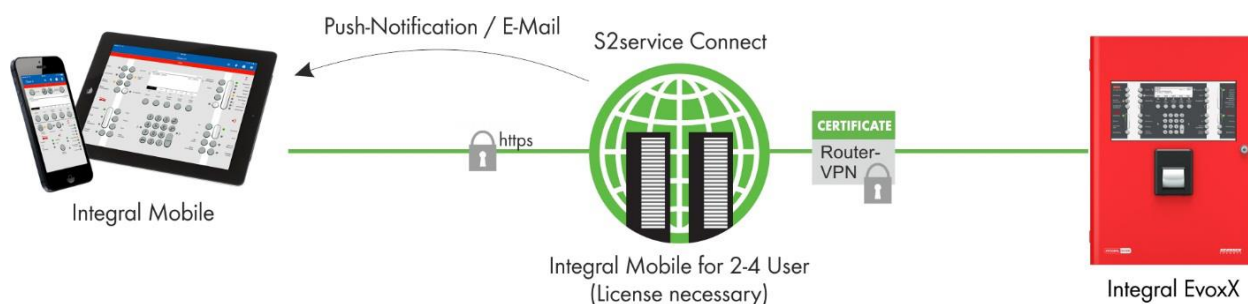 Push-Notification / E-Mail
S2service Connect
https
CERTIFICATE
Router-
VPN
Integral Mobile
Integral Mobile for 2-4 User
(License necessary)
Integral EvoxX